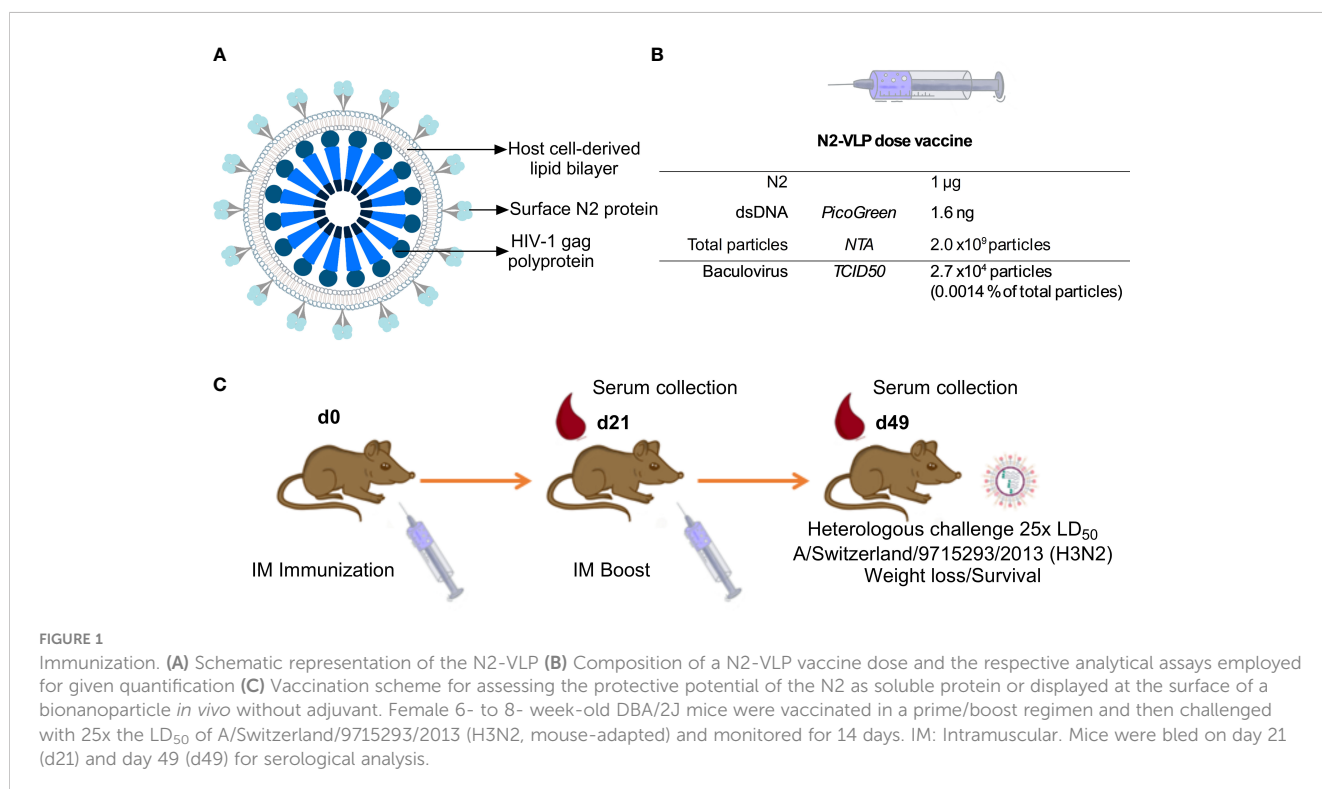 A
Host cell-derived
lipid bilayer
Surface N2 protein
HIV-1 gag
polyprotein
B
N2-VLP dose vaccine
N2 1 µg
dsDNA PicoGreen 1.6 ng
Total particles NTA 2.0 x10⁹ particles
Baculovirus TCID50 2.7 x10⁴ particles
(0.0014 % of total particles)
C
d0
IM Immunization
Serum collection
d21
IM Boost
Serum collection
d49
Heterologous challenge 25x LD₅₀
A/Switzerland/9715293/2013 (H3N2)
Weight loss/Survival
FIGURE 1
Immunization. (A) Schematic representation of the N2-VLP (B) Composition of a N2-VLP vaccine dose and the respective analytical assays employed
for given quantification (C) Vaccination scheme for assessing the protective potential of the N2 as soluble protein or displayed at the surface of a
bionanoparticle in vivo without adjuvant. Female 6- to 8- week-old DBA/2J mice were vaccinated in a prime/boost regimen and then challenged
with 25x the LD₅₀ of A/Switzerland/9715293/2013 (H3N2, mouse-adapted) and monitored for 14 days. IM: Intramuscular. Mice were bled on day 21
(d21) and day 49 (d49) for serological analysis.